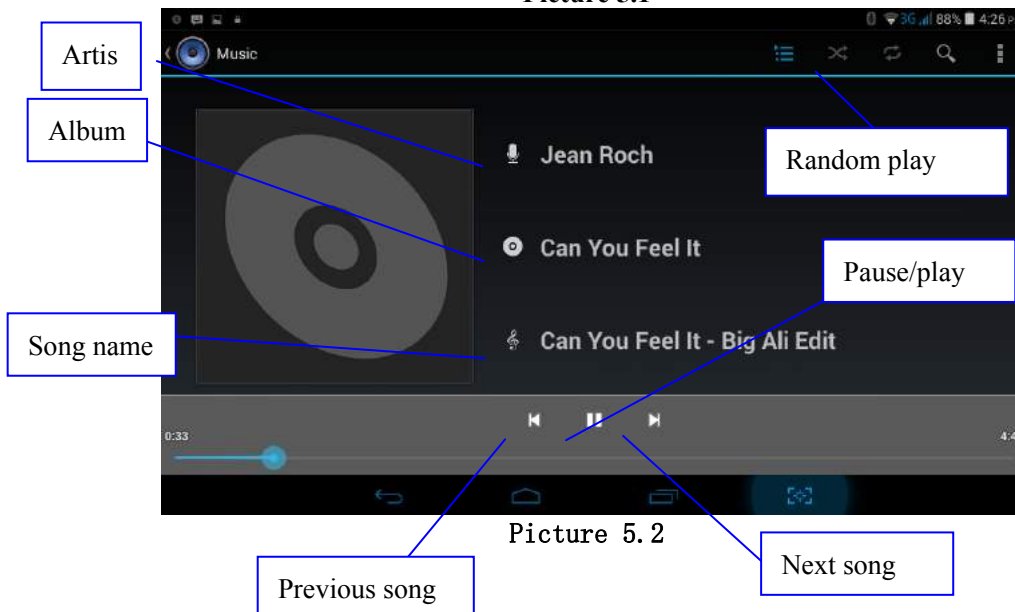 Picture 5.1
3G 88% 4:26 P
Music
Artis
Album
Jean Roch
Random play
Can You Feel It
Pause/play
Song name
Can You Feel It - Big Ali Edit
0:33
4:4
Picture 5.2
Next song
Previous song